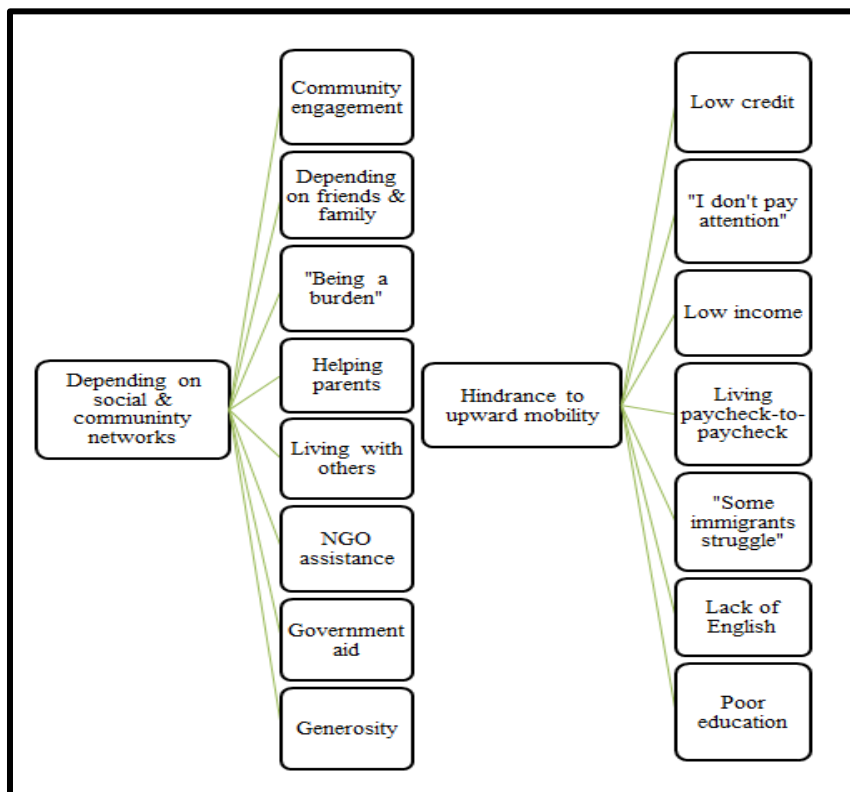 Depending on
social &
communinty
networks
Community
engagement
Depending
on friends &
family
"Being a
burden"
Helping
parents
Living with
others
NGO
assistance
Government
aid
Generosity
Hindrance to
upward mobility
Low credit
"I don't pay
attention"
Low income
Living
paycheck-to-
paycheck
"Some
immigrants
struggle"
Lack of
English
Poor
education